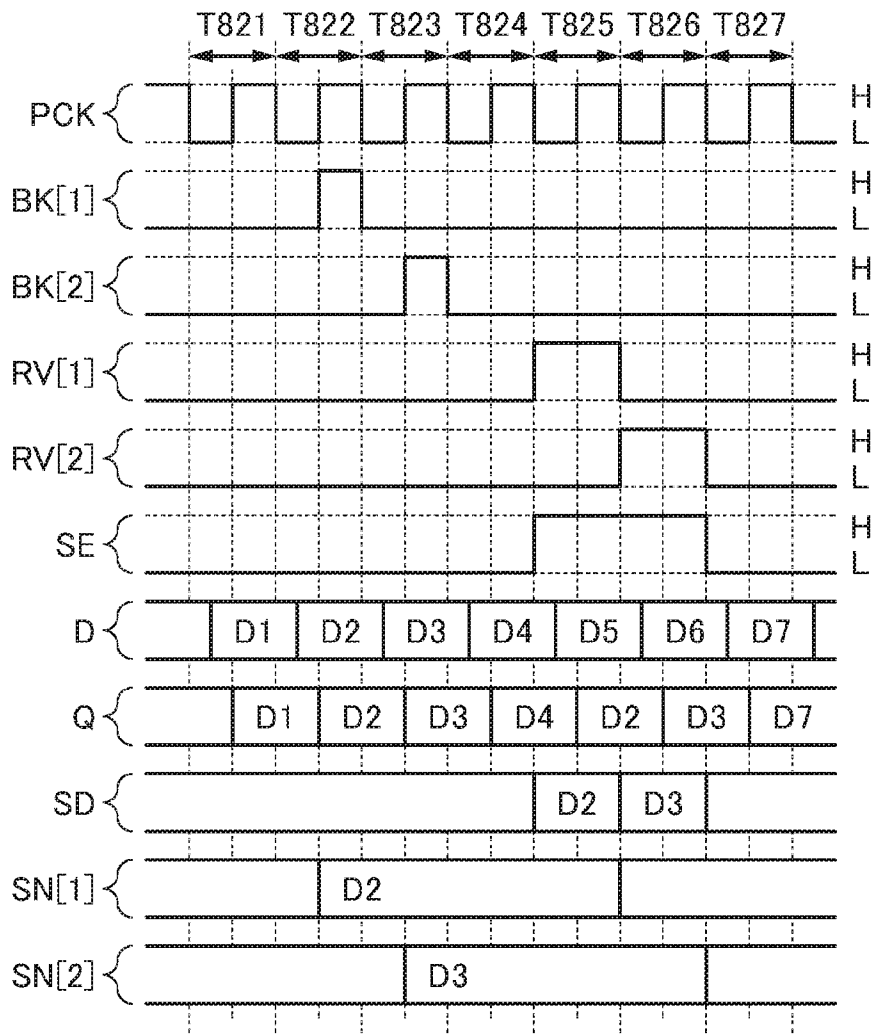 T821 T822 T823 T824 T825 T826 T827
PCK H
L
BK[1] H
L
BK[2] H
L
RV[1] H
L
RV[2] H
L
SE H
L
D D1 D2 D3 D4 D5 D6 D7
Q D1 D2 D3 D4 D2 D3 D7
SD D2 D3
SN[1] D2
SN[2] D3